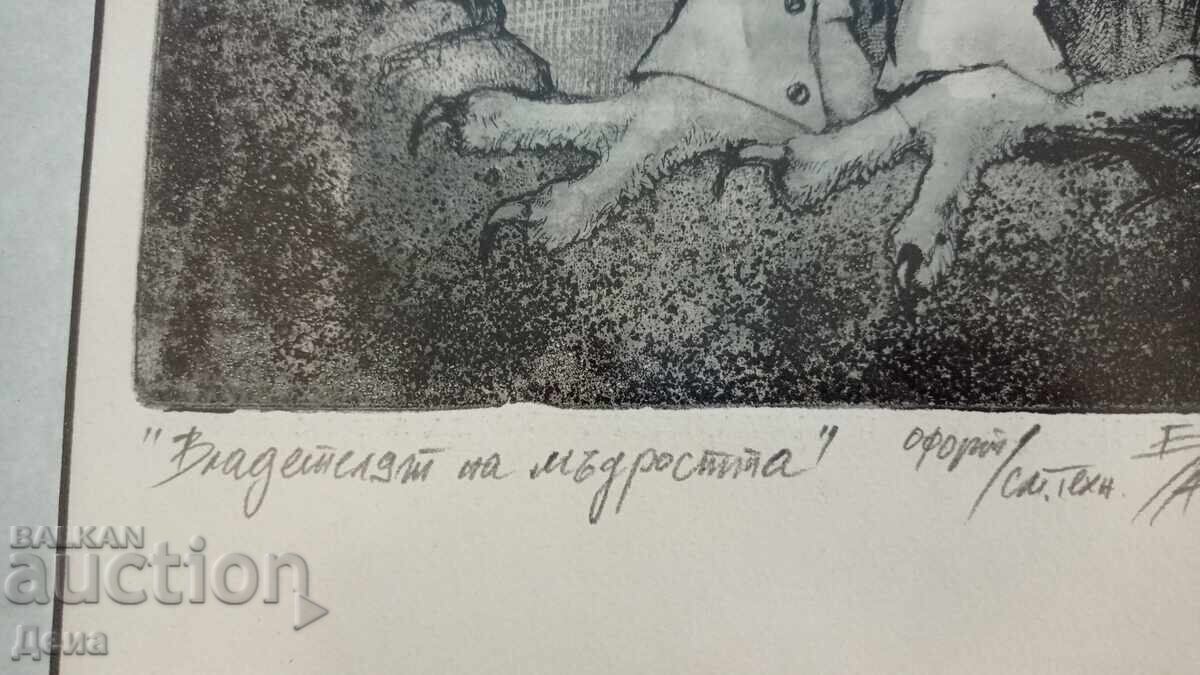 "Владетелят на мъдростта" офорт/см.техн. Е/А
BALKAN
auction
Деиа